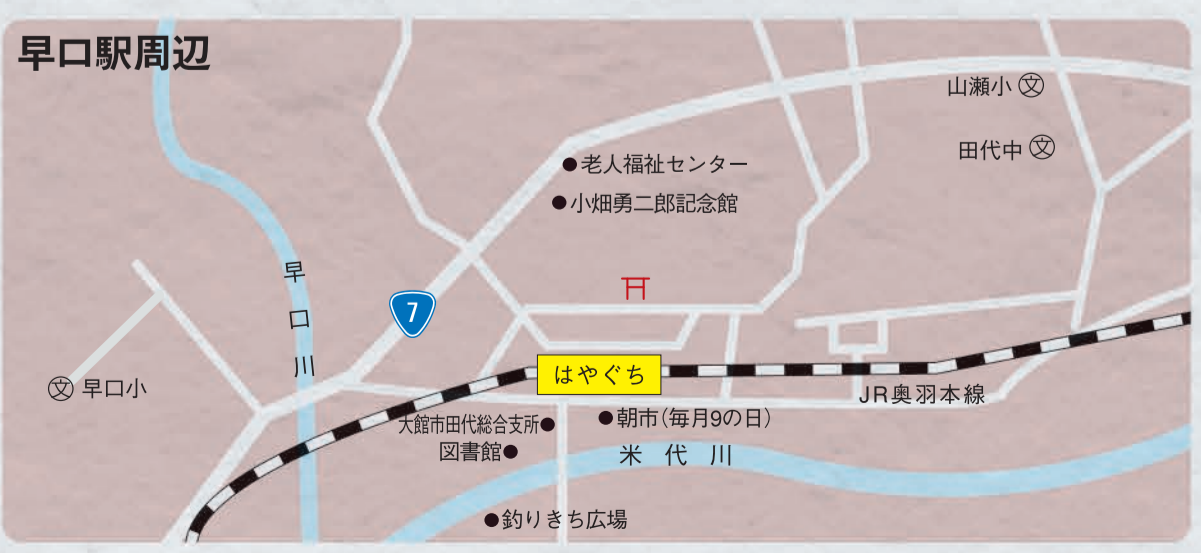 早口駅周辺
山瀬小 文
田代中 文
老人福祉センター
小畑勇二郎記念館
早口川
7
はやぐち
文 早口小
JR奥羽本線
大館市田代総合支所
朝市(毎月9の日)
図書館
米代川
釣りきち広場